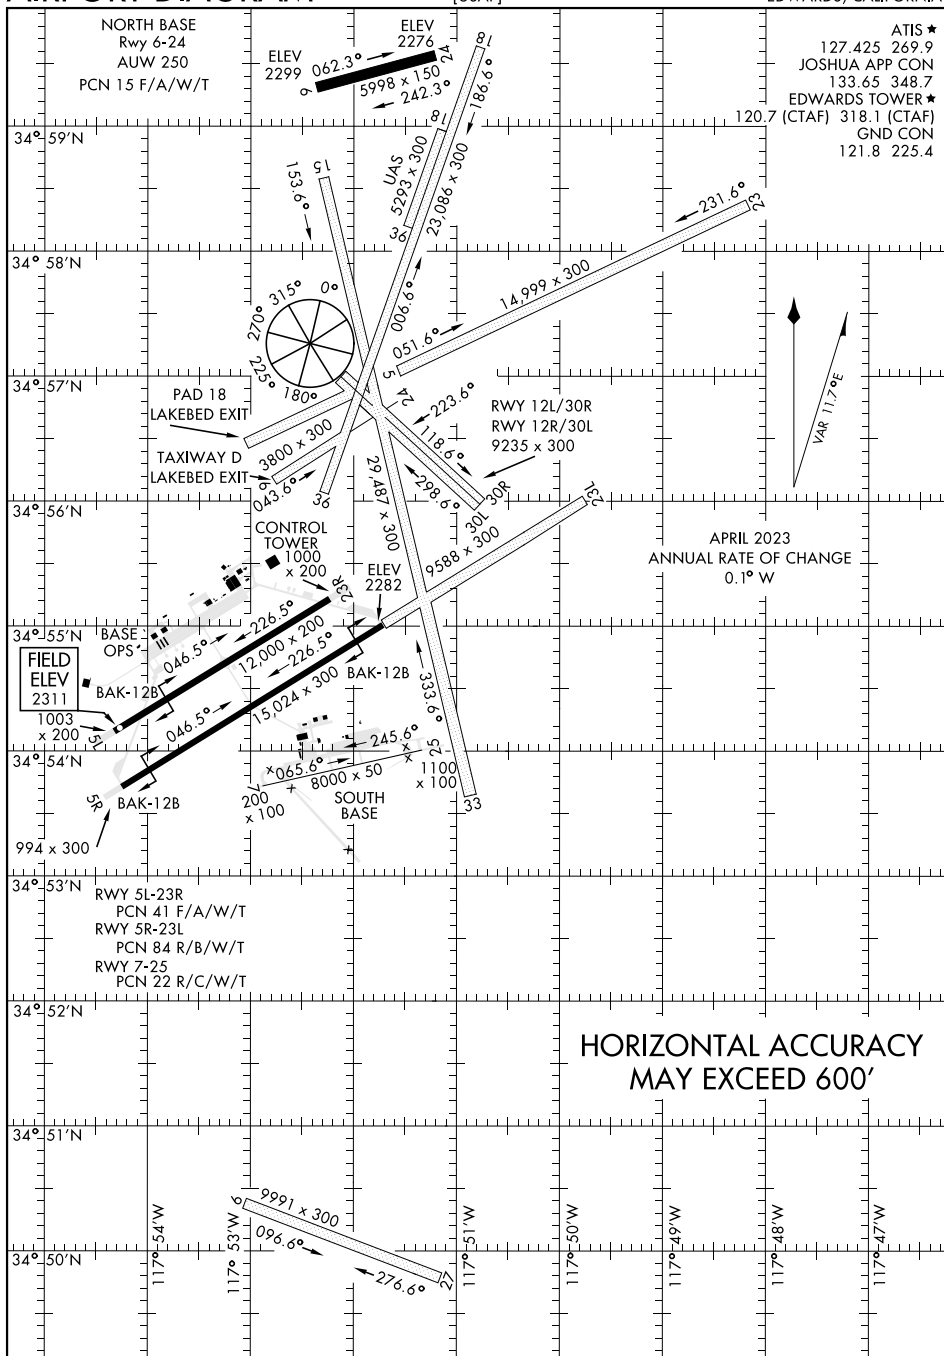 NORTH BASE
Rwy 6-24
AUW 250
PCN 15 F/A/W/T
ELEV
2299
ELEV
2276
062.3°
5998 x 150
242.3°
6
24
18
186.6°
ATIS ★
127.425 269.9
JOSHUA APP CON
133.65 348.7
EDWARDS TOWER ★
120.7 (CTAF) 318.1 (CTAF)
GND CON
121.8 225.4
34° 59'N
15
153.6°
18
UAS
5293 x 300
36
23,086 x 300
006.6°
231.6°
23
34° 58'N
14,999 x 300
051.6°
5
0°
315°
270°
225°
180°
34° 57'N
PAD 18
LAKEBED EXIT
24
223.6°
118.6°
RWY 12L/30R
RWY 12R/30L
9235 x 300
VAR 11.7° E
TAXIWAY D
LAKEBED EXIT
3800 x 300
6
043.6°
36
29,487 x 300
298.6°
30L
30R
23L
34° 56'N
9588 x 300
APRIL 2023
ANNUAL RATE OF CHANGE
0.1° W
CONTROL
TOWER
1000
x 200
ELEV
2282
23R
34° 55'N
BASE
OPS
046.5°
226.5°
12,000 x 200
226.5°
BAK-12B
FIELD
ELEV
2311
BAK-12B
1003
x 200
5L
046.5°
15,024 x 300
333.6°
34° 54'N
245.6°
25
065.6°
8000 x 50
7
200
x 100
1100
x 100
SOUTH
BASE
33
5R
BAK-12B
994 x 300
34° 53'N
RWY 5L-23R
PCN 41 F/A/W/T
RWY 5R-23L
PCN 84 R/B/W/T
RWY 7-25
PCN 22 R/C/W/T
34° 52'N
HORIZONTAL ACCURACY
MAY EXCEED 600'
34° 51'N
9
9991 x 300
096.6°
276.6°
27
34° 50'N
117° 54'W
117° 53'W
117° 51'W
117° 50'W
117° 49'W
117° 48'W
117° 47'W